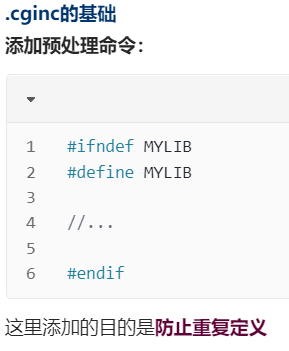 .cginc的基础
添加预处理命令：
1 #ifndef MYLIB
2 #define MYLIB
3
4 //...
5
6 #endif
这里添加的目的是防止重复定义